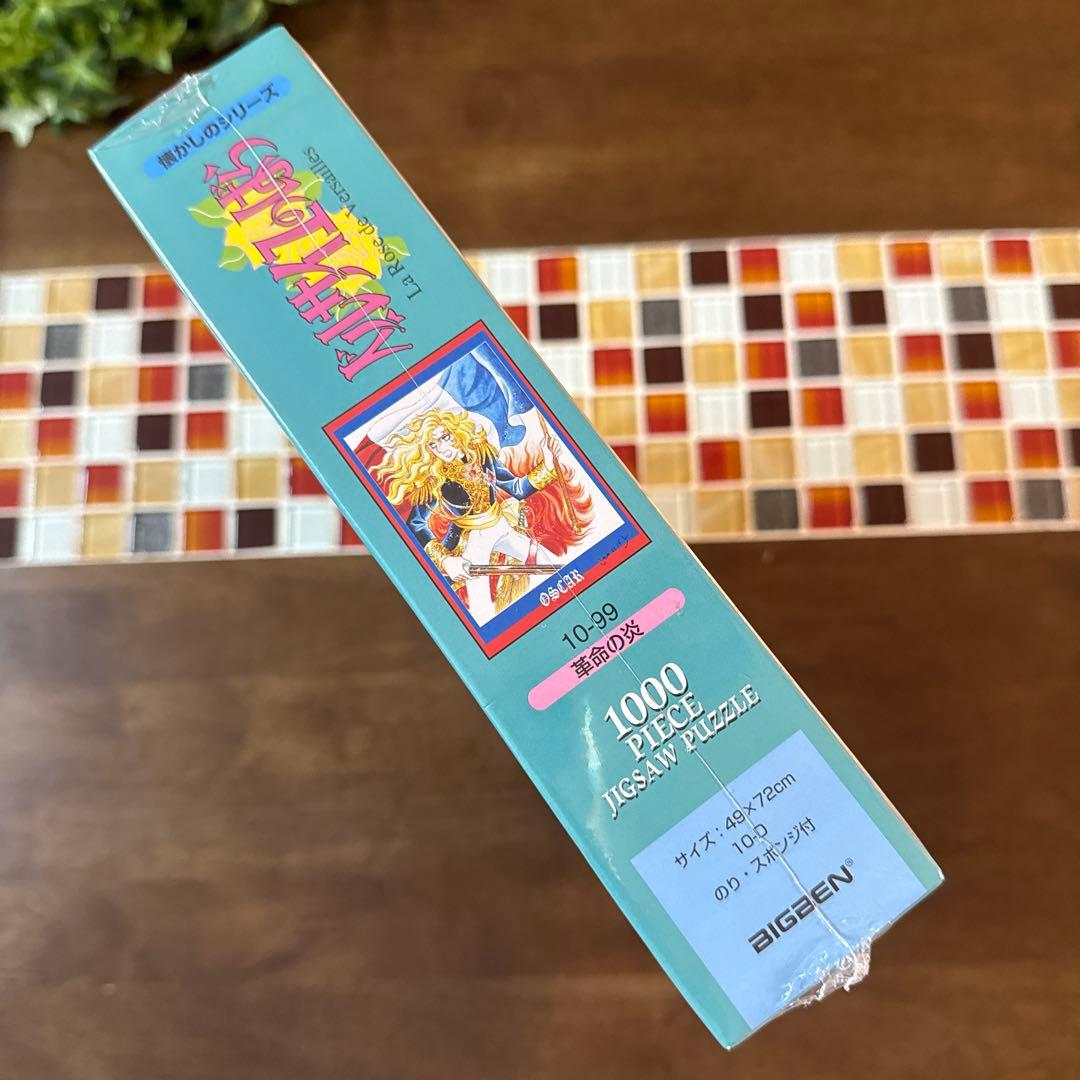 懐かしのシリーズ
ベルサイユのばら
La Rose de Versailles
OSCAR
10-99
革命の炎
1000
PIECE
JIGSAW PUZZLE
サイズ：49×72cm
10-D
のり・スポンジ付
BIGBEN®